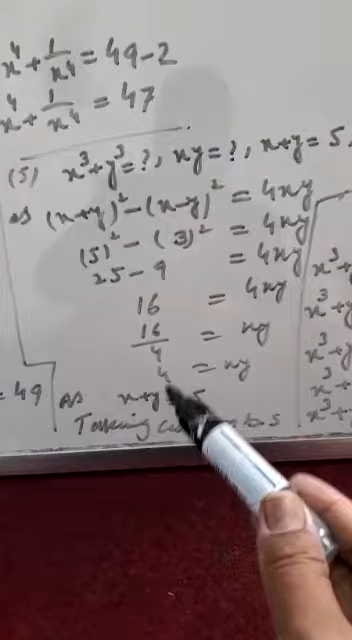 x⁴ + 1/x⁴ = 49-2
x⁴ + 1/x⁴ = 47
(5) x³+y³=?, xy=?, x+y=5,
as (x+y)² - (x-y)² = 4xy
(5)² - (3)² = 4xy
25 - 9 = 4xy
16 = 4xy
16/4 = xy
4 = xy
= 49
As x+y 5
Taking b.s
x³+
x³+y
x³+y
x³+
x³+y